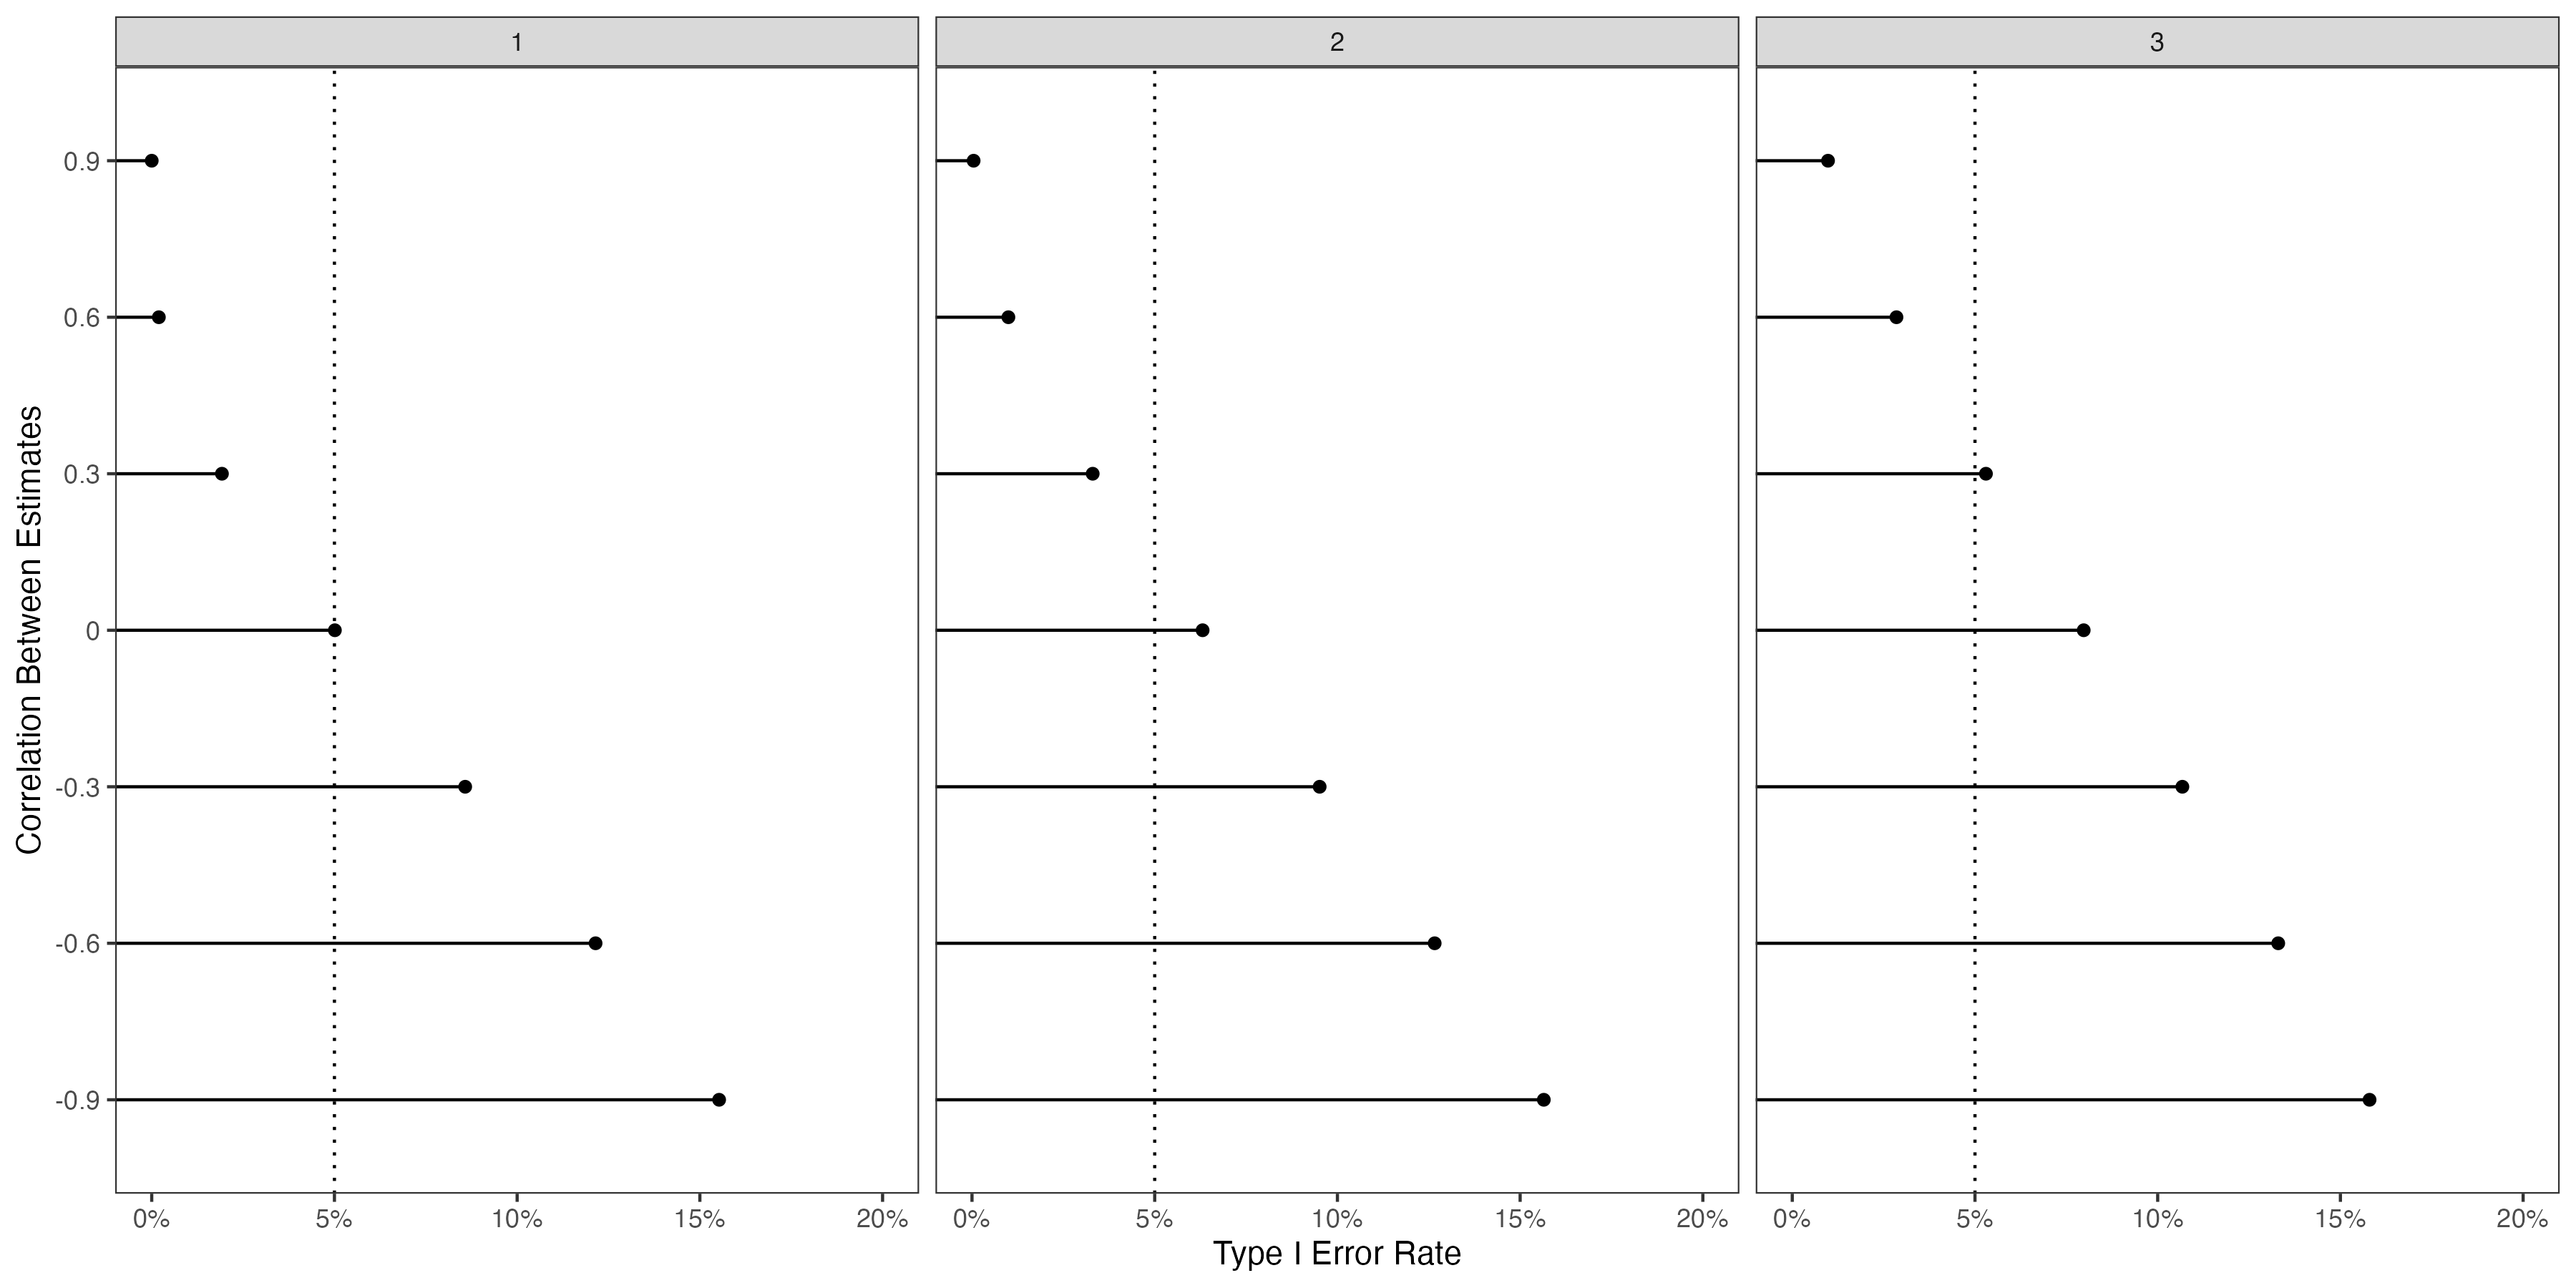 1 2 3
Correlation Between Estimates
0.9
0.6
0.3
0
-0.3
-0.6
-0.9
0% 5% 10% 15% 20% 0% 5% 10% 15% 20% 0% 5% 10% 15% 20%
Type I Error Rate